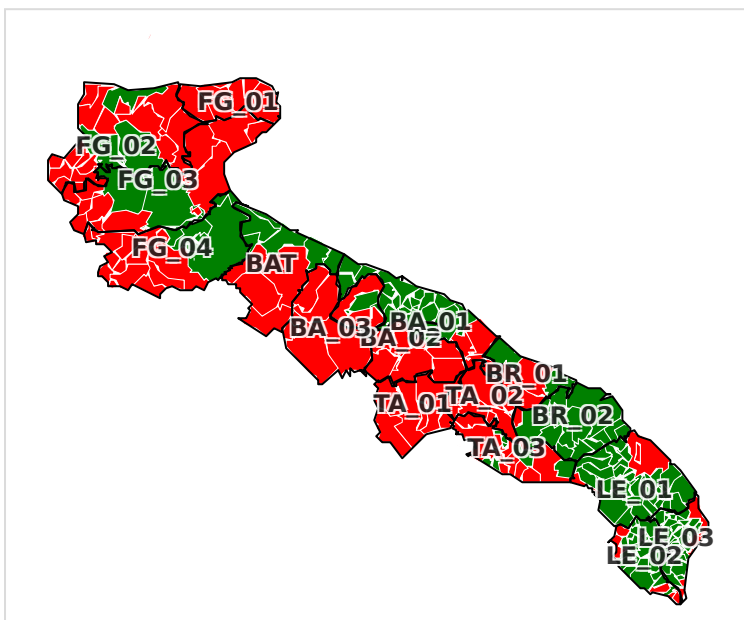 FG_01
FG_02
FG_03
FG_04
BAT
BA_01
BA_03
BA_02
BR_01
TA_02
TA_01
BR_02
TA_03
LE_01
LE_03
LE_02